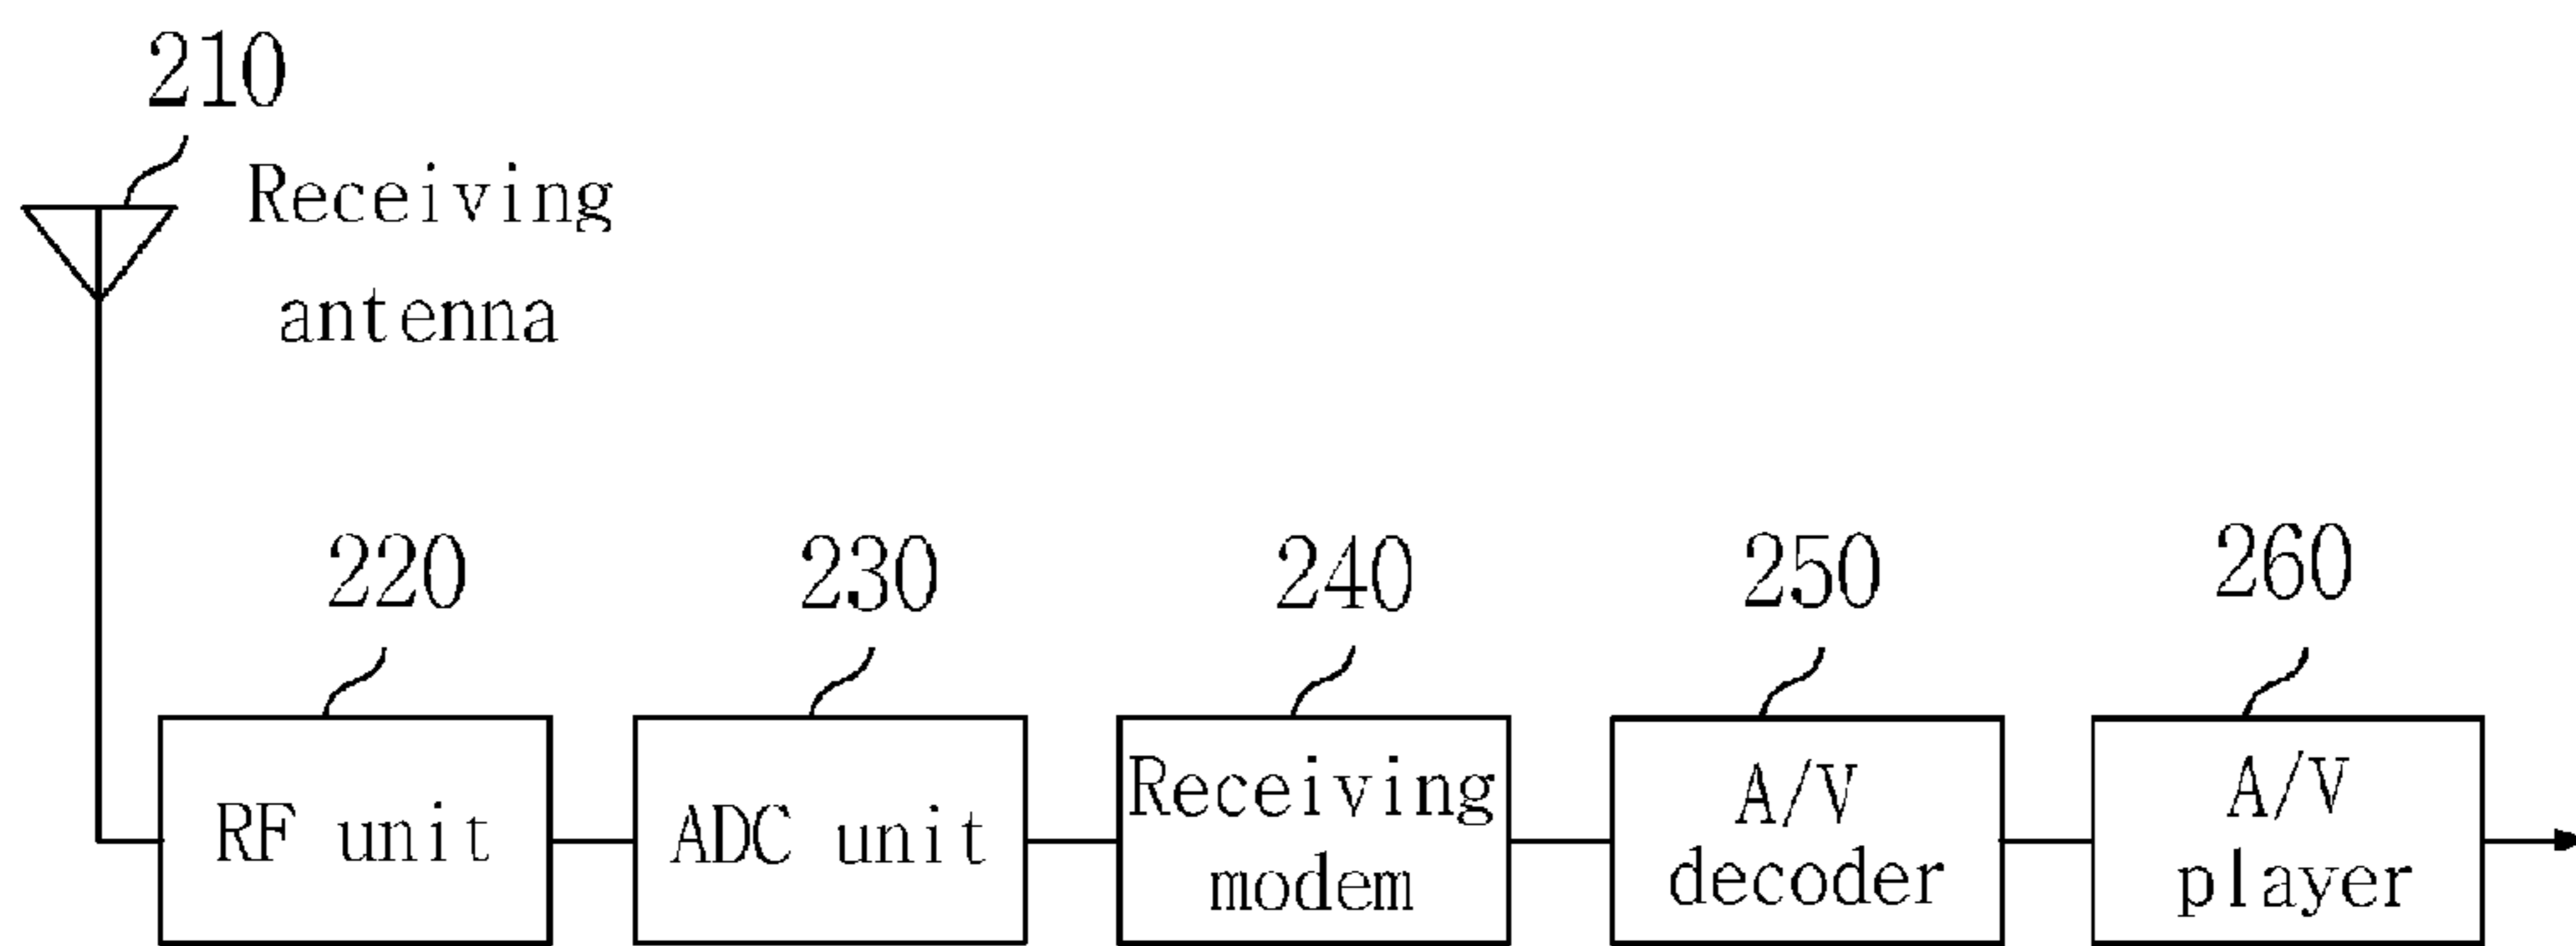 210
Receiving
antenna
220
230
240
250
260
RF unit
ADC unit
Receiving
modem
A/V
decoder
A/V
player